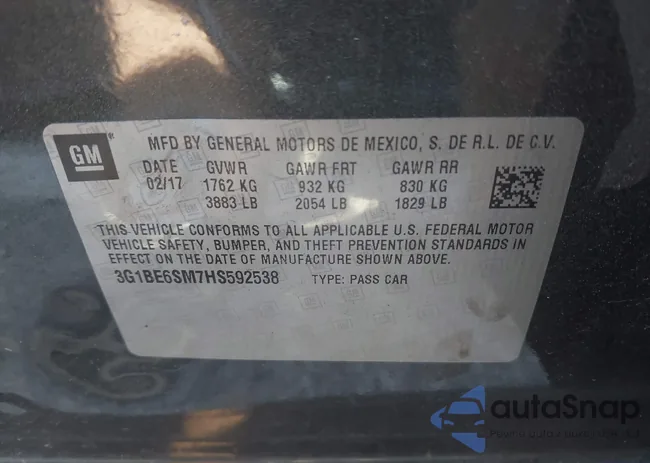 GM
MFD BY GENERAL MOTORS DE MEXICO, S. DE R.L. DE C.V.
DATE GVWR GAWR FRT GAWR RR
02/17 1762 KG 932 KG 830 KG
3883 LB 2054 LB 1829 LB
THIS VEHICLE CONFORMS TO ALL APPLICABLE U.S. FEDERAL MOTOR
VEHICLE SAFETY, BUMPER, AND THEFT PREVENTION STANDARDS IN
EFFECT ON THE DATE OF MANUFACTURE SHOWN ABOVE.
3G1BE6SM7HS592538 TYPE: PASS CAR
autoSnap